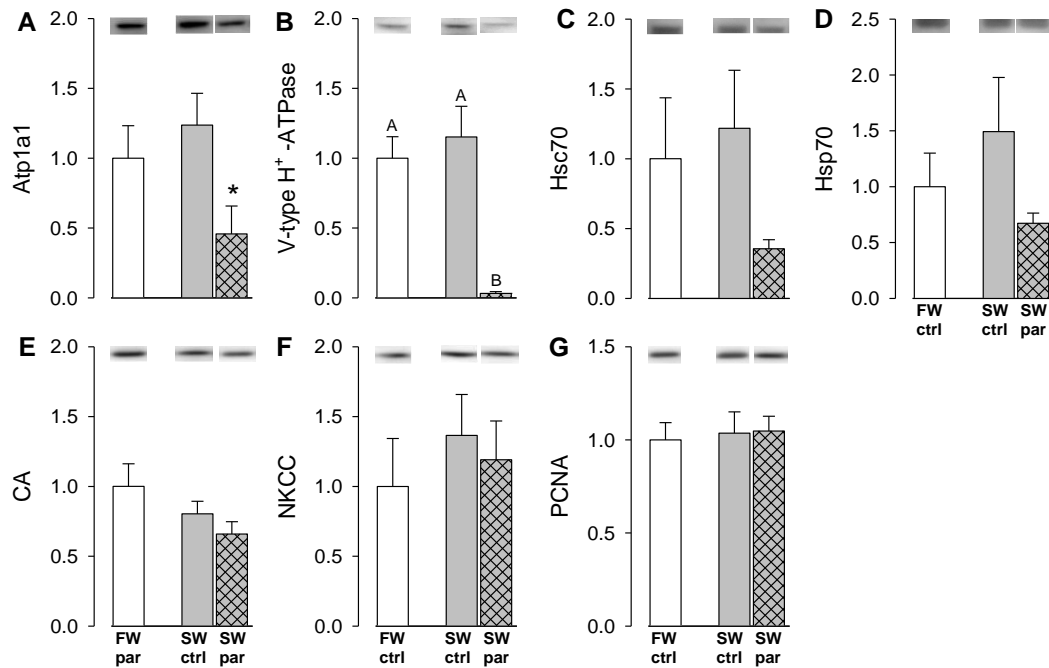 A
2.0
1.5
1.0
0.5
0.0
Atp1a1
*
B
2.0
1.5
1.0
0.5
0.0
V-type H⁺ -ATPase
A
A
B
C
2.0
1.5
1.0
0.5
0.0
Hsc70
D
2.5
2.0
1.5
1.0
0.5
0.0
Hsp70
FW ctrl
SW ctrl
SW par
E
2.0
1.5
1.0
0.5
0.0
CA
FW par
SW ctrl
SW par
F
2.0
1.5
1.0
0.5
0.0
NKCC
FW ctrl
SW ctrl
SW par
G
1.5
1.0
0.5
0.0
PCNA
FW ctrl
SW ctrl
SW par